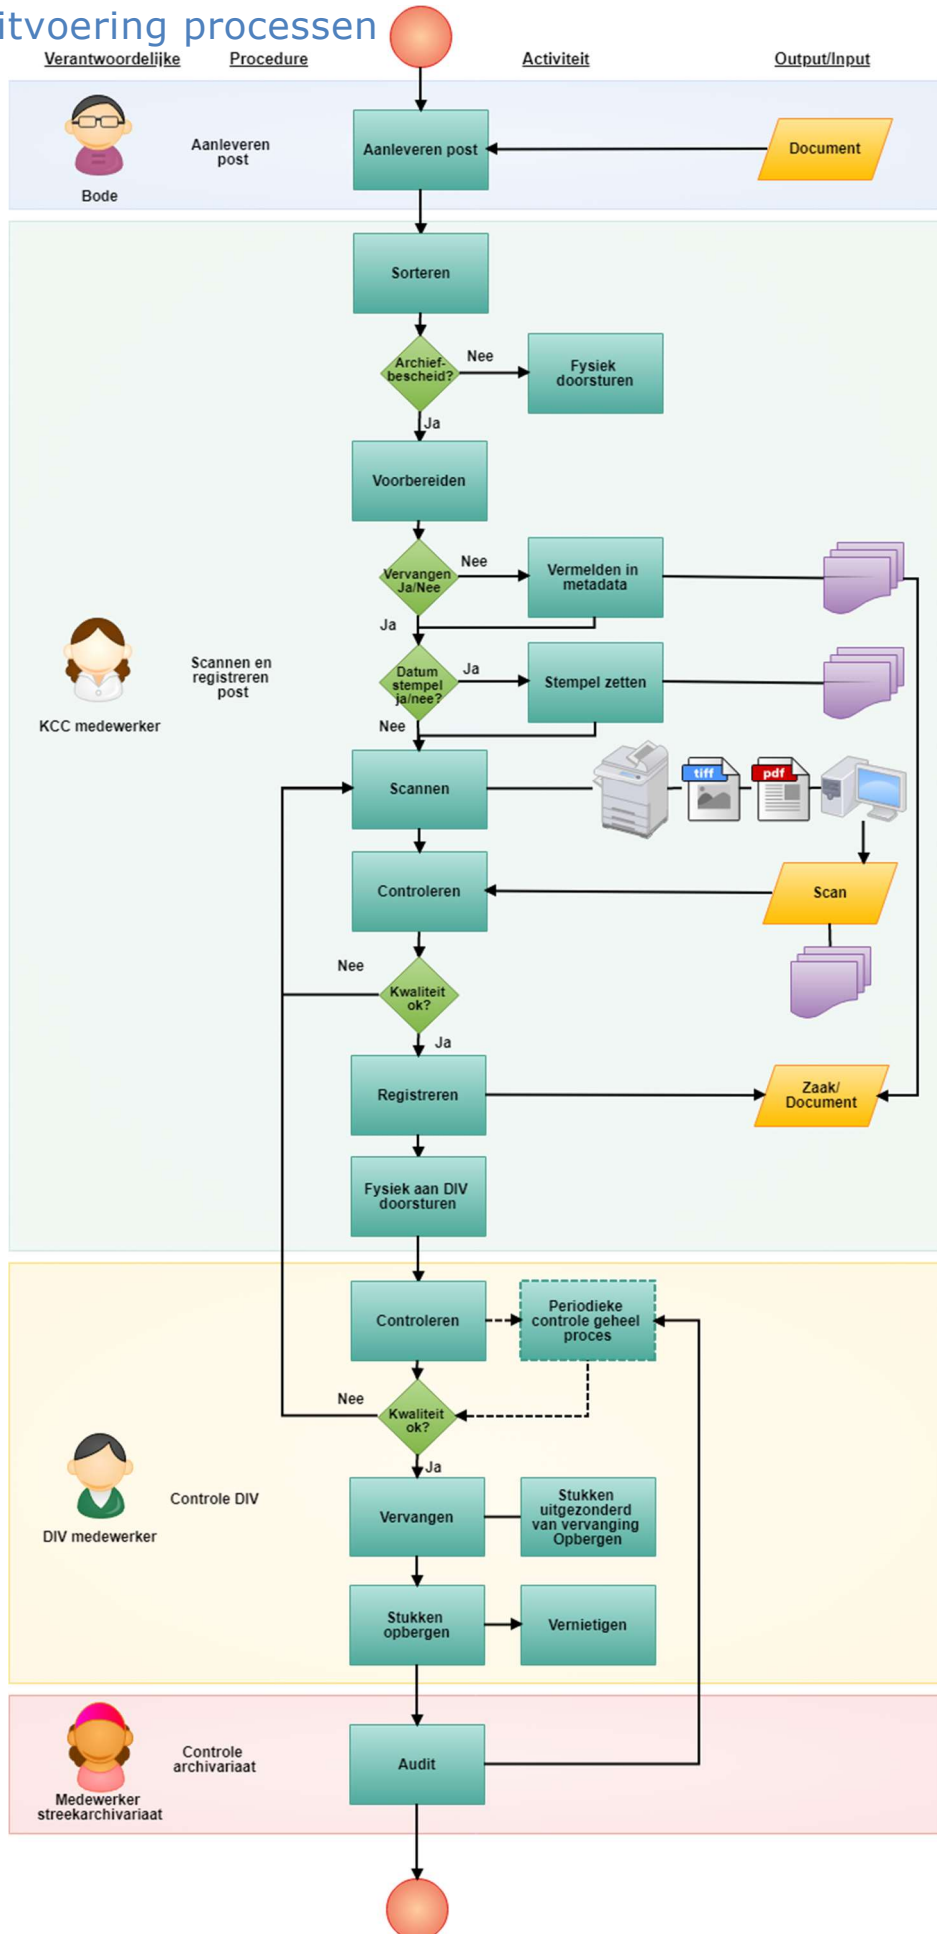 itvoering processen
Verantwoordelijke Procedure Activiteit Output/Input
Aanleveren
post
Aanleveren post
Document
Bode
Sorteren
Archief-
bescheid?
Nee
Fysiek
doorsturen
Ja
Voorbereiden
Vervangen
Ja/Nee
Nee
Vermelden in
metadata
Ja
Scannen en
registreren
post
KCC medewerker
Datum
stempel
ja/nee?
Ja
Stempel zetten
Nee
Scannen
tiff
pdf
Controleren
Scan
Nee
Kwaliteit
ok?
Ja
Registreren
Zaak/
Document
Fysiek aan DIV
doorsturen
Controleren
Periodieke
controle geheel
proces
Nee
Kwaliteit
ok?
Ja
Controle DIV
DIV medewerker
Vervangen
Stukken
uitgezonderd
van vervanging
Opbergen
Stukken
opbergen
Vernietigen
Controle
archivariaat
Audit
Medewerker
streekarchivariaat